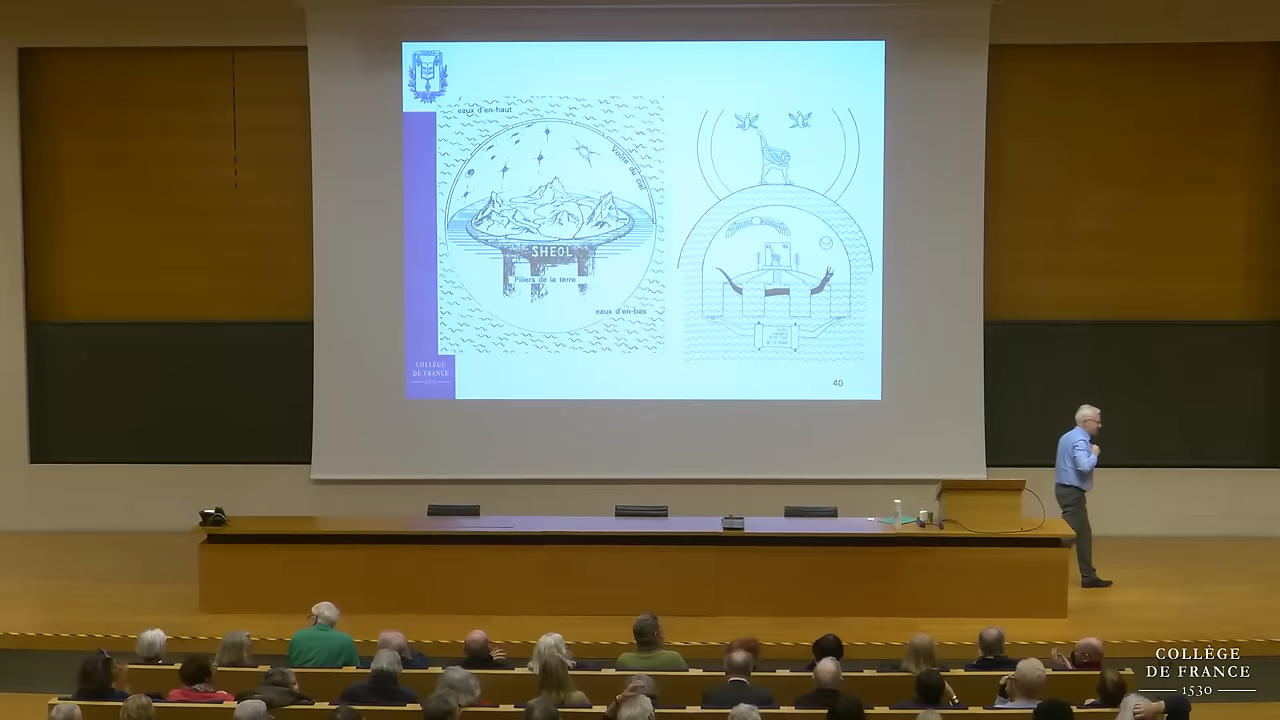 eaux d'en-haut
Voûte du ciel
SHEOL
Piliers de la terre
eaux d'en-bas
COLLÈGE
DE FRANCE
1530
40
COLLÈGE
DE FRANCE
1530